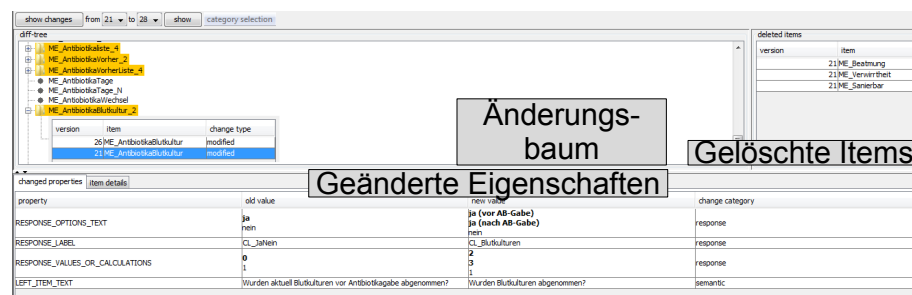 show changes from 21 to 28 show category selection
diff-tree
deleted items
ME_Antibiotikaliste_4
ME_AntibiotikaVorher_2
ME_AntibiotikaVorherListe_4
ME_AntibiotikaTage
ME_AntibiotikaTage_N
ME_AntobiotkaWechsel
ME_AntibiotikaBlutkultur_2
version item change type
26 ME_AntibiotikaBlutkultur modified
21 ME_AntibiotikaBlutkultur modified
version item
21 ME_Beatmung
21 ME_Verwirrtheit
21 ME_Sanierbar
Änderungs-
baum
Gelöschte Items
Geänderte Eigenschaften
changed properties item details
property old value new value change category
RESPONSE_OPTIONS_TEXT
ja
nein
ja (vor AB-Gabe)
ja (nach AB-Gabe)
nein
response
RESPONSE_LABEL CL_JaNein CL_Blutkulturen response
RESPONSE_VALUES_OR_CALCULATIONS
0
1
2
3
1
response
LEFT_ITEM_TEXT Wurden aktuell Blutkulturen vor Antibiotikagabe abgenommen? Wurden Blutkulturen abgenommen? semantic